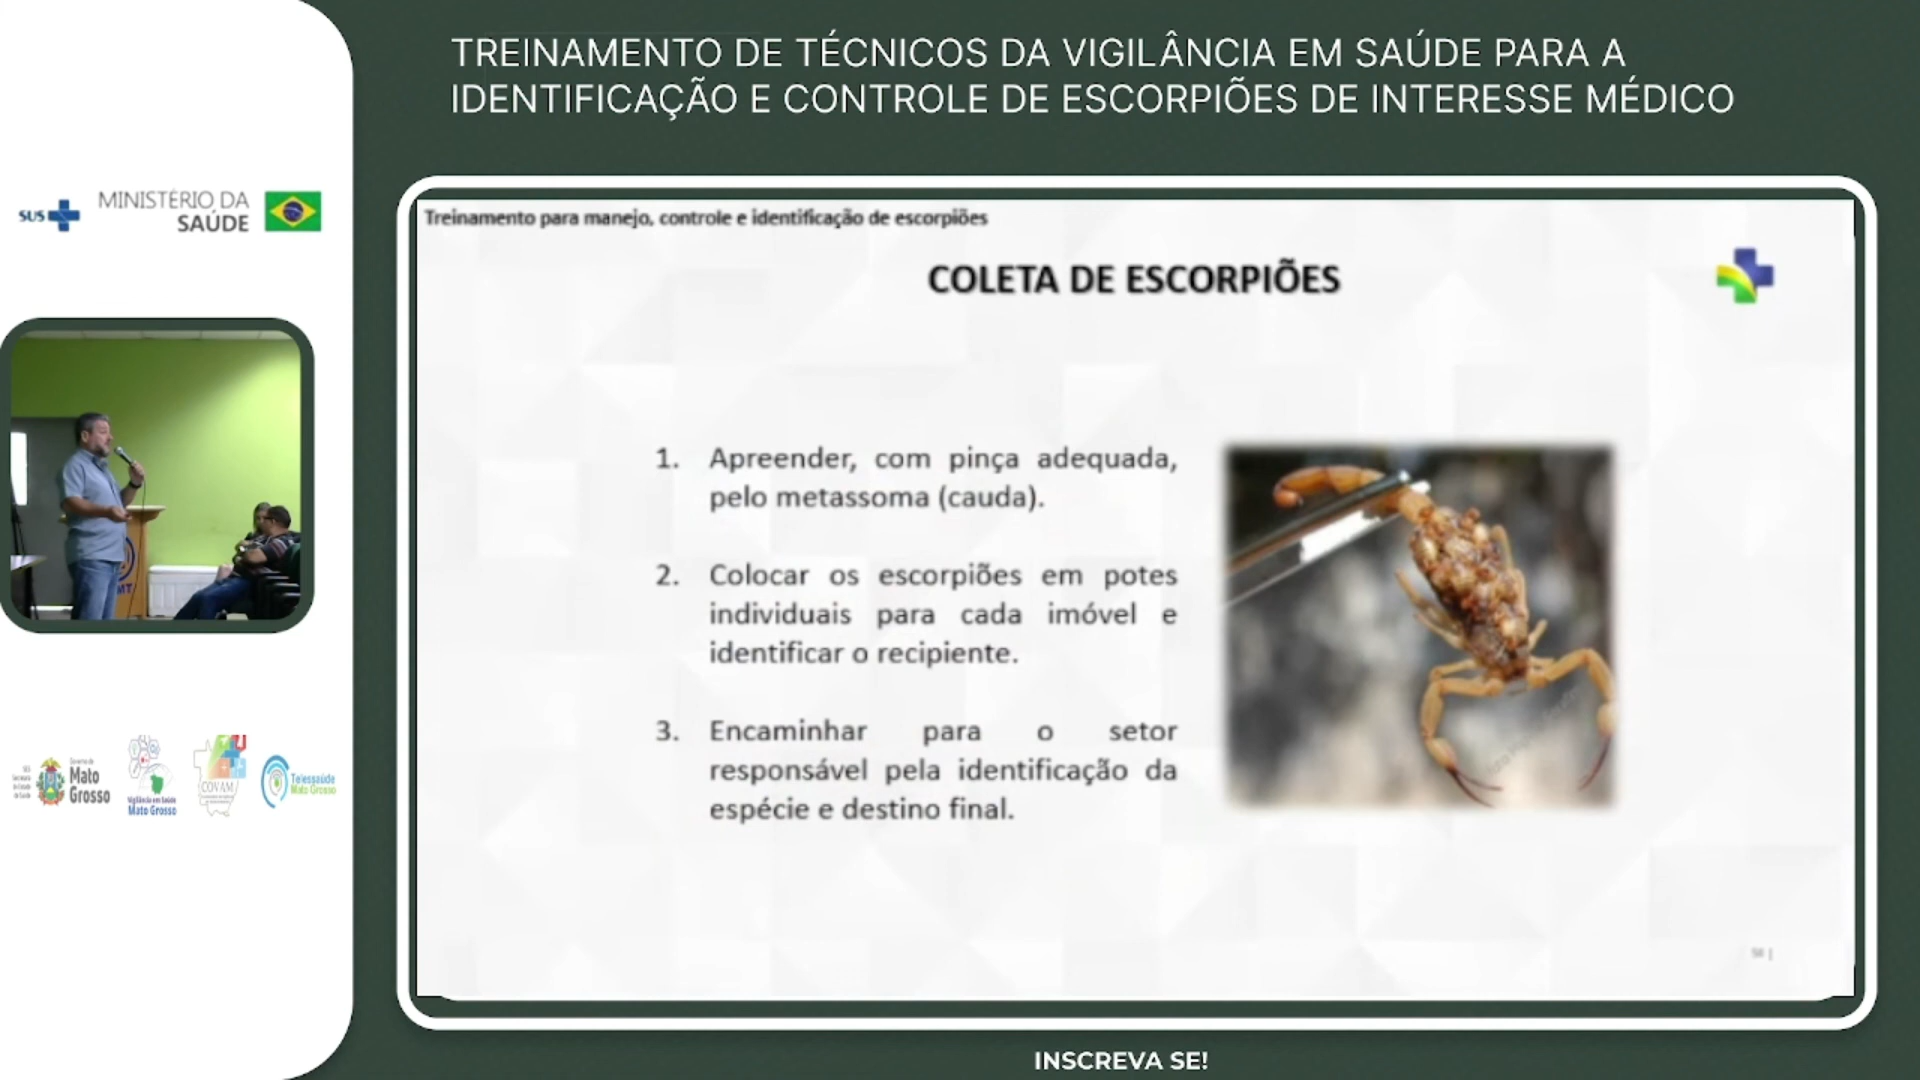 TREINAMENTO DE TÉCNICOS DA VIGILÂNCIA EM SAÚDE PARA A
IDENTIFICAÇÃO E CONTROLE DE ESCORPIÕES DE INTERESSE MÉDICO
SUS
MINISTÉRIO DA
SAÚDE
Treinamento para manejo, controle e identificação de escorpiões
COLETA DE ESCORPIÕES
1. Apreender, com pinça adequada,
pelo metassoma (cauda).
2. Colocar os escorpiões em potes
individuais para cada imóvel e
identificar o recipiente.
3. Encaminhar para o setor
responsável pela identificação da
espécie e destino final.
MT
Governo de
Mato
Grosso
Vigilância em Saúde
Mato Grosso
COVAM
Telessaúde
Mato Grosso
INSCREVA SE!